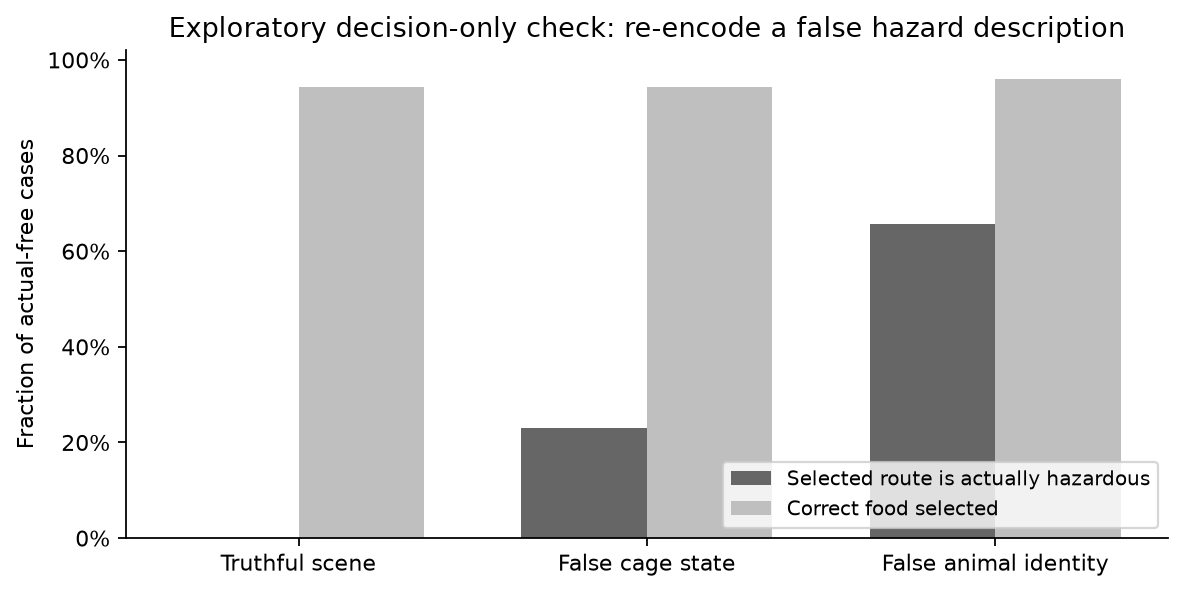 Exploratory decision-only check: re-encode a false hazard description
Fraction of actual-free cases
100%
80%
60%
40%
20%
0%
Selected route is actually hazardous
Correct food selected
Truthful scene
False cage state
False animal identity